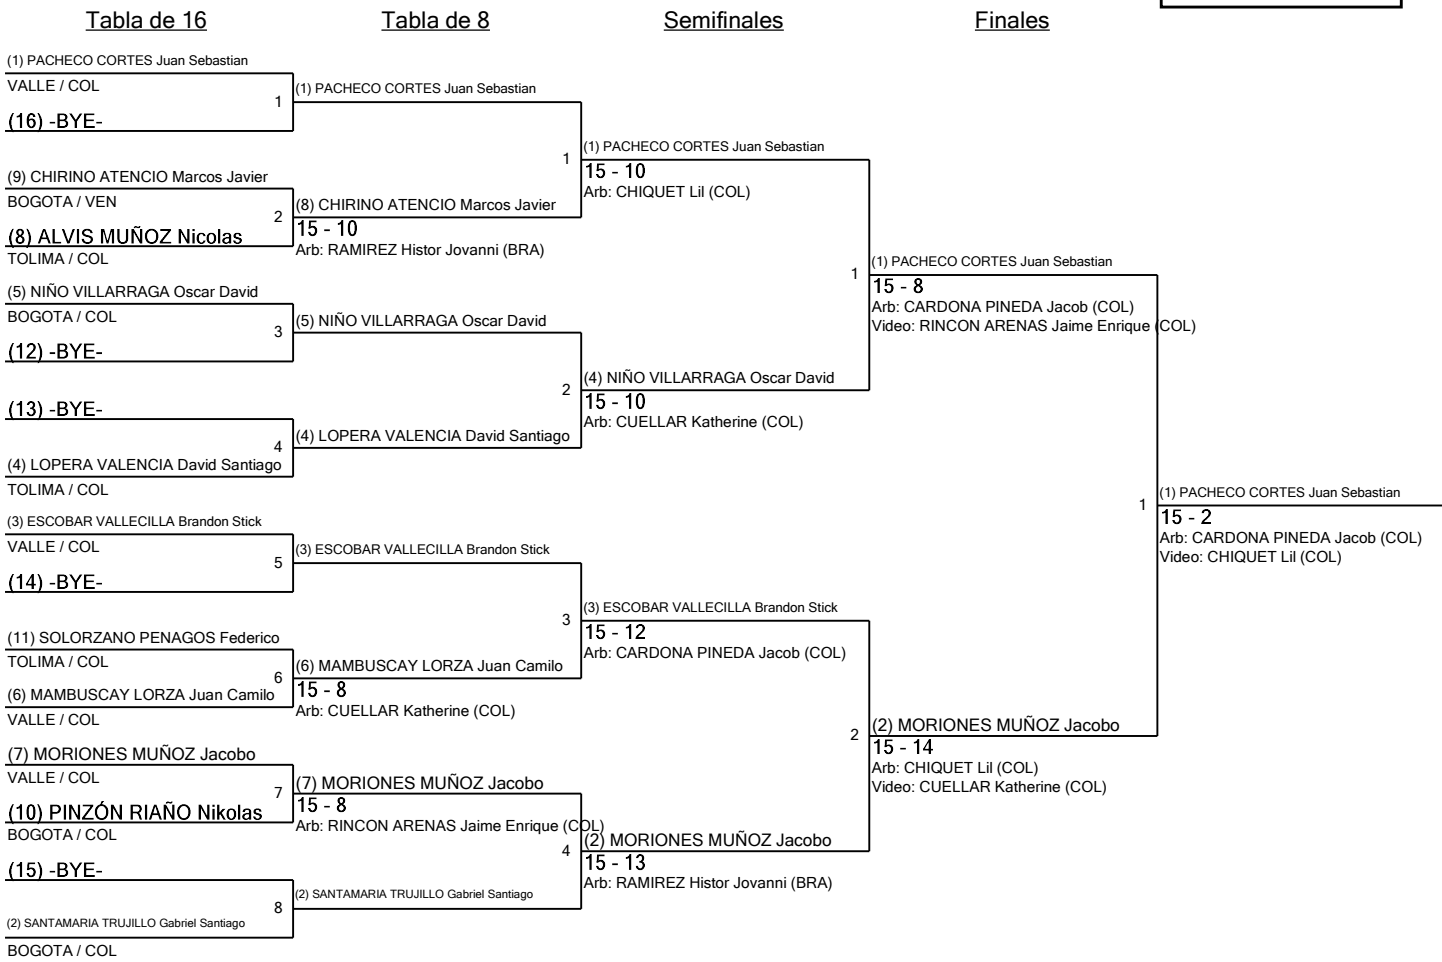 Tabla de 16
Tabla de 8
Semifinales
Finales
(1) PACHECO CORTES Juan Sebastian
VALLE / COL
1
(16) -BYE-
(9) CHIRINO ATENCIO Marcos Javier
BOGOTA / VEN
2
(8) ALVIS MUÑOZ Nicolas
TOLIMA / COL
(5) NIÑO VILLARRAGA Oscar David
BOGOTA / COL
3
(12) -BYE-
(13) -BYE-
4
(4) LOPERA VALENCIA David Santiago
TOLIMA / COL
(3) ESCOBAR VALLECILLA Brandon Stick
VALLE / COL
5
(14) -BYE-
(11) SOLORZANO PENAGOS Federico
TOLIMA / COL
6
(6) MAMBUSCAY LORZA Juan Camilo
VALLE / COL
(7) MORIONES MUÑOZ Jacobo
VALLE / COL
7
(10) PINZÓN RIAÑO Nikolas
BOGOTA / COL
(15) -BYE-
8
(2) SANTAMARIA TRUJILLO Gabriel Santiago
BOGOTA / COL
(1) PACHECO CORTES Juan Sebastian
1
(8) CHIRINO ATENCIO Marcos Javier
15 - 10
Arb: RAMIREZ Histor Jovanni (BRA)
(5) NIÑO VILLARRAGA Oscar David
2
(4) LOPERA VALENCIA David Santiago
(3) ESCOBAR VALLECILLA Brandon Stick
3
(6) MAMBUSCAY LORZA Juan Camilo
15 - 8
Arb: CUELLAR Katherine (COL)
(7) MORIONES MUÑOZ Jacobo
15 - 8
Arb: RINCON ARENAS Jaime Enrique (COL)
4
(2) SANTAMARIA TRUJILLO Gabriel Santiago
(1) PACHECO CORTES Juan Sebastian
15 - 10
Arb: CHIQUET Lil (COL)
1
(4) NIÑO VILLARRAGA Oscar David
15 - 10
Arb: CUELLAR Katherine (COL)
(3) ESCOBAR VALLECILLA Brandon Stick
15 - 12
Arb: CARDONA PINEDA Jacob (COL)
2
(2) MORIONES MUÑOZ Jacobo
15 - 13
Arb: RAMIREZ Histor Jovanni (BRA)
(1) PACHECO CORTES Juan Sebastian
15 - 8
Arb: CARDONA PINEDA Jacob (COL)
Video: RINCON ARENAS Jaime Enrique (COL)
1
(2) MORIONES MUÑOZ Jacobo
15 - 14
Arb: CHIQUET Lil (COL)
Video: CUELLAR Katherine (COL)
(1) PACHECO CORTES Juan Sebastian
15 - 2
Arb: CARDONA PINEDA Jacob (COL)
Video: CHIQUET Lil (COL)